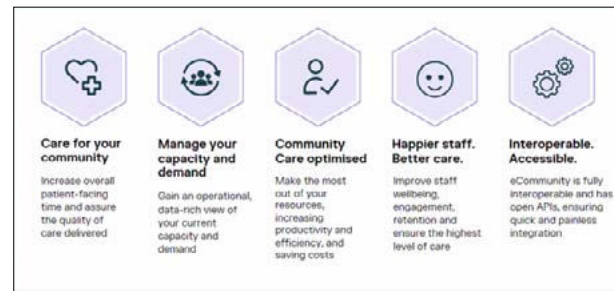 Care for your
community
Increase overall
patient-facing
time and assure
the quality of
care delivered
Manage your
capacity and
demand
Gain an operational,
data-rich view of
your current
capacity and
demand
Community
Care optimised
Make the most
out of your
resources,
increasing
productivity and
efficiency, and
saving costs
Happier staff.
Better care.
Improve staff
wellbeing,
engagement,
retention and
ensure the highest
level of care
Interoperable.
Accessible.
eCommunity is fully
interoperable and has
open APIs, ensuring
quick and painless
integration